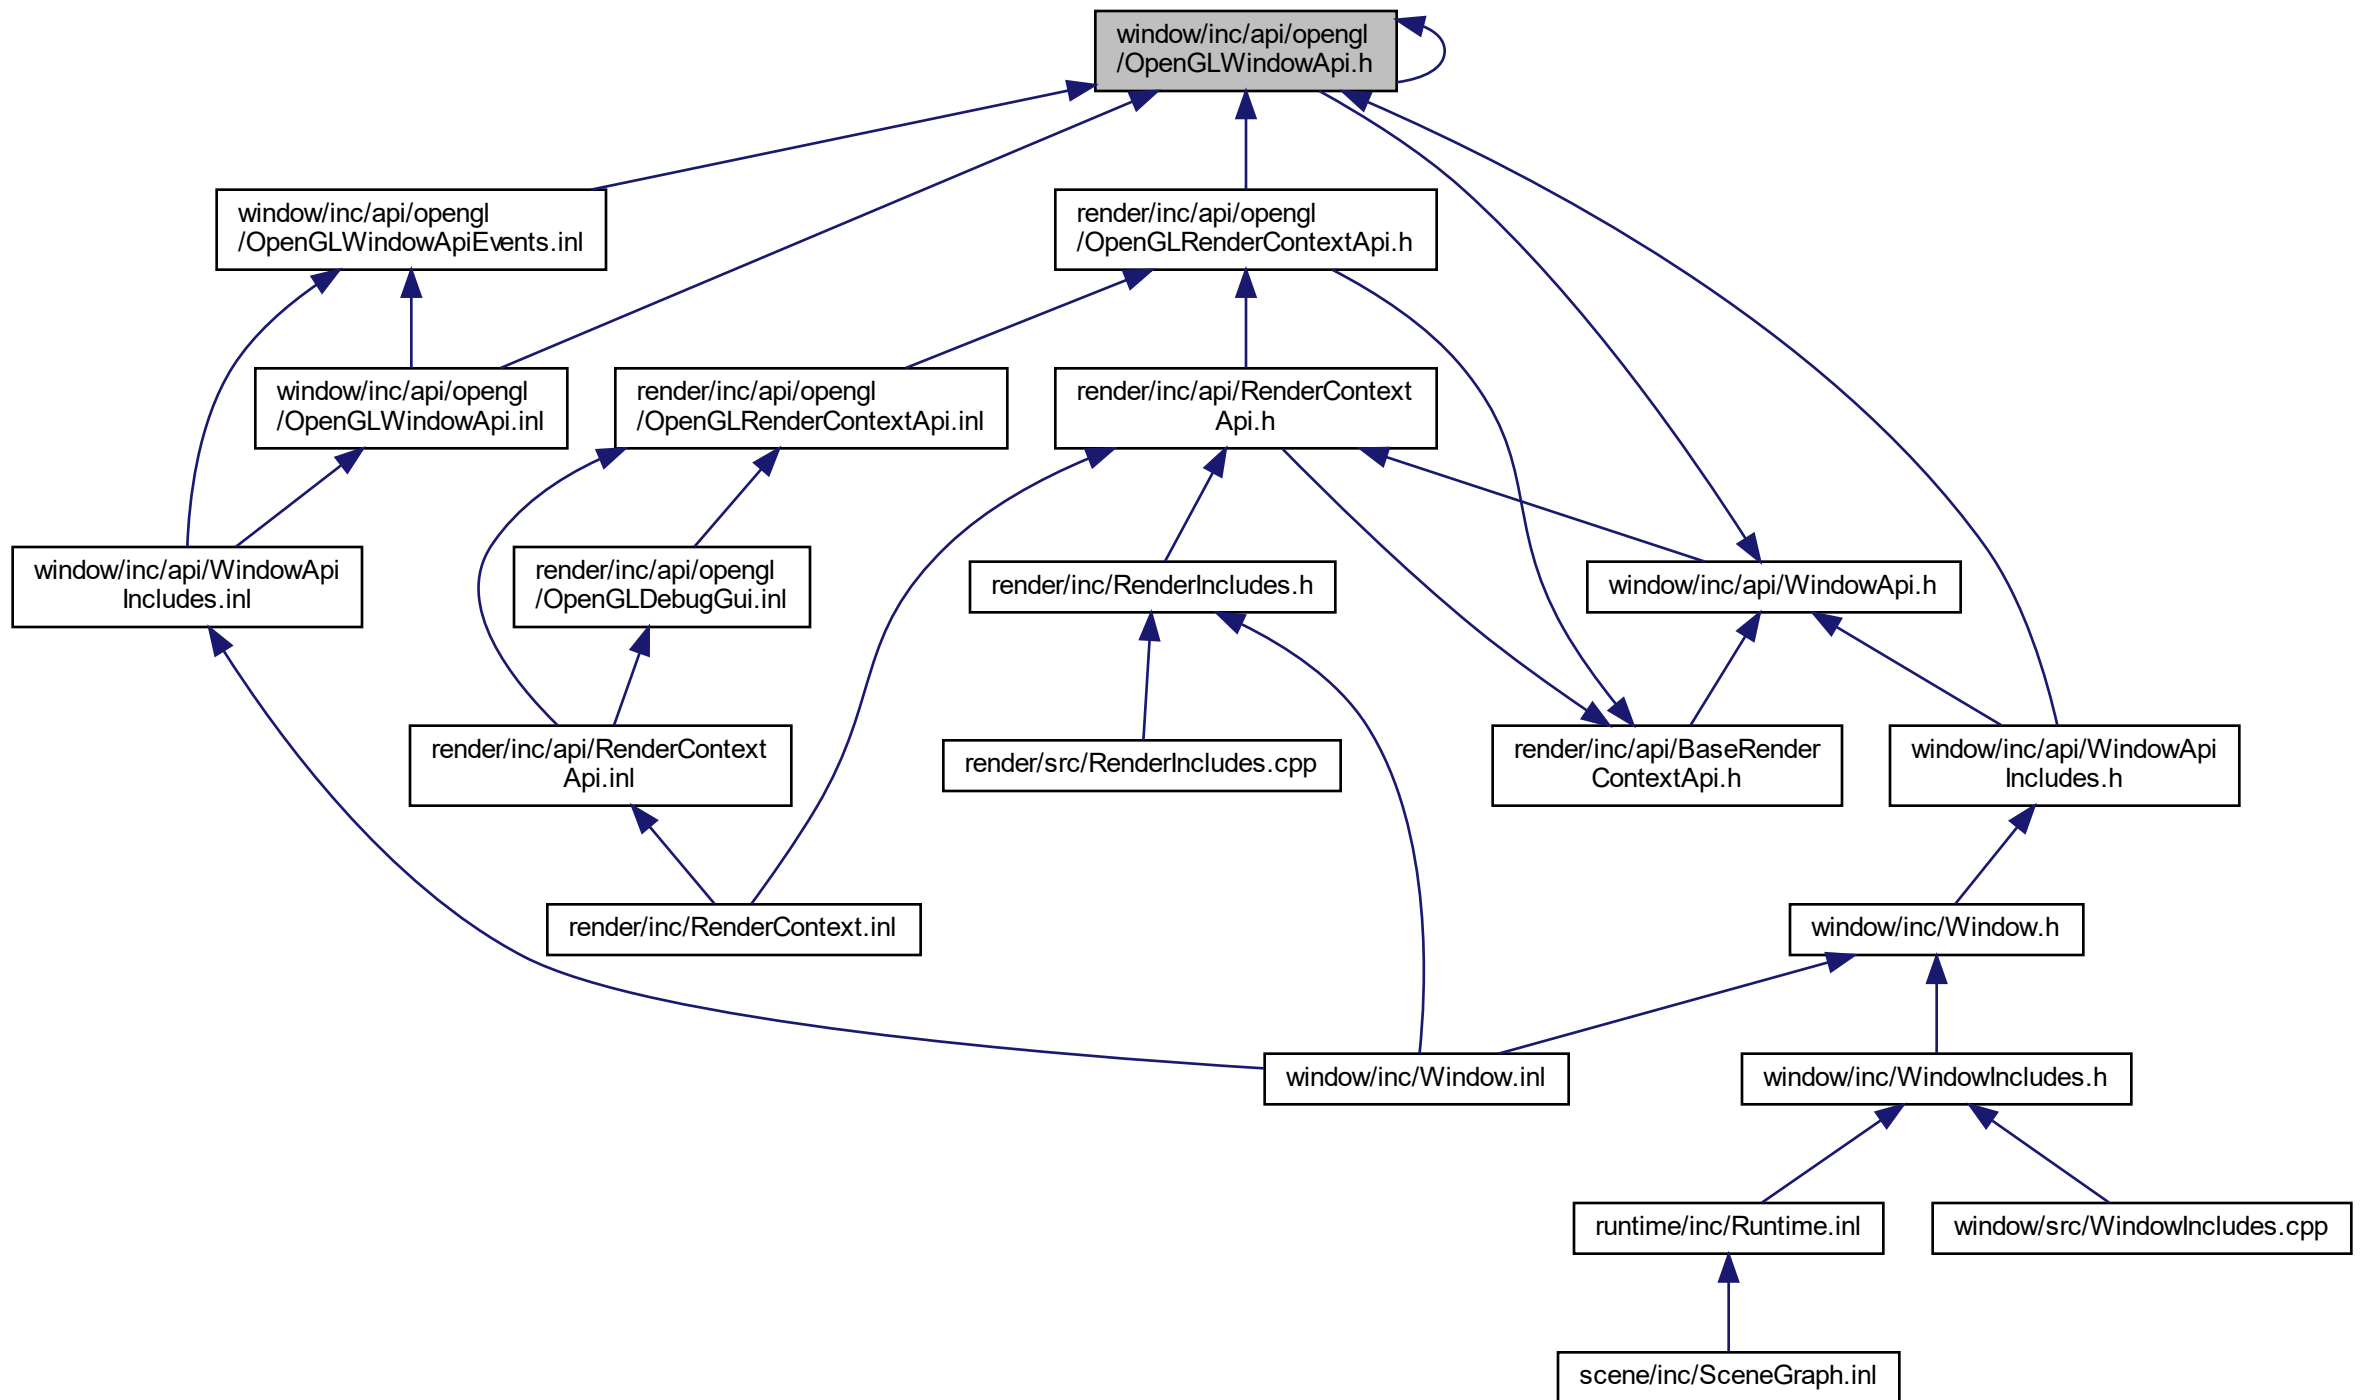 window/inc/api/opengl
/OpenGLWindowApi.h
window/inc/api/opengl
/OpenGLWindowApiEvents.inl
render/inc/api/opengl
/OpenGLRenderContextApi.h
window/inc/api/opengl
/OpenGLWindowApi.inl
render/inc/api/opengl
/OpenGLRenderContextApi.inl
render/inc/api/RenderContext
Api.h
window/inc/api/WindowApi
Includes.inl
render/inc/api/opengl
/OpenGLDebugGui.inl
render/inc/RenderIncludes.h
window/inc/api/WindowApi.h
render/inc/api/RenderContext
Api.inl
render/src/RenderIncludes.cpp
render/inc/api/BaseRender
ContextApi.h
window/inc/api/WindowApi
Includes.h
render/inc/RenderContext.inl
window/inc/Window.h
window/inc/Window.inl
window/inc/WindowIncludes.h
runtime/inc/Runtime.inl
window/src/WindowIncludes.cpp
scene/inc/SceneGraph.inl